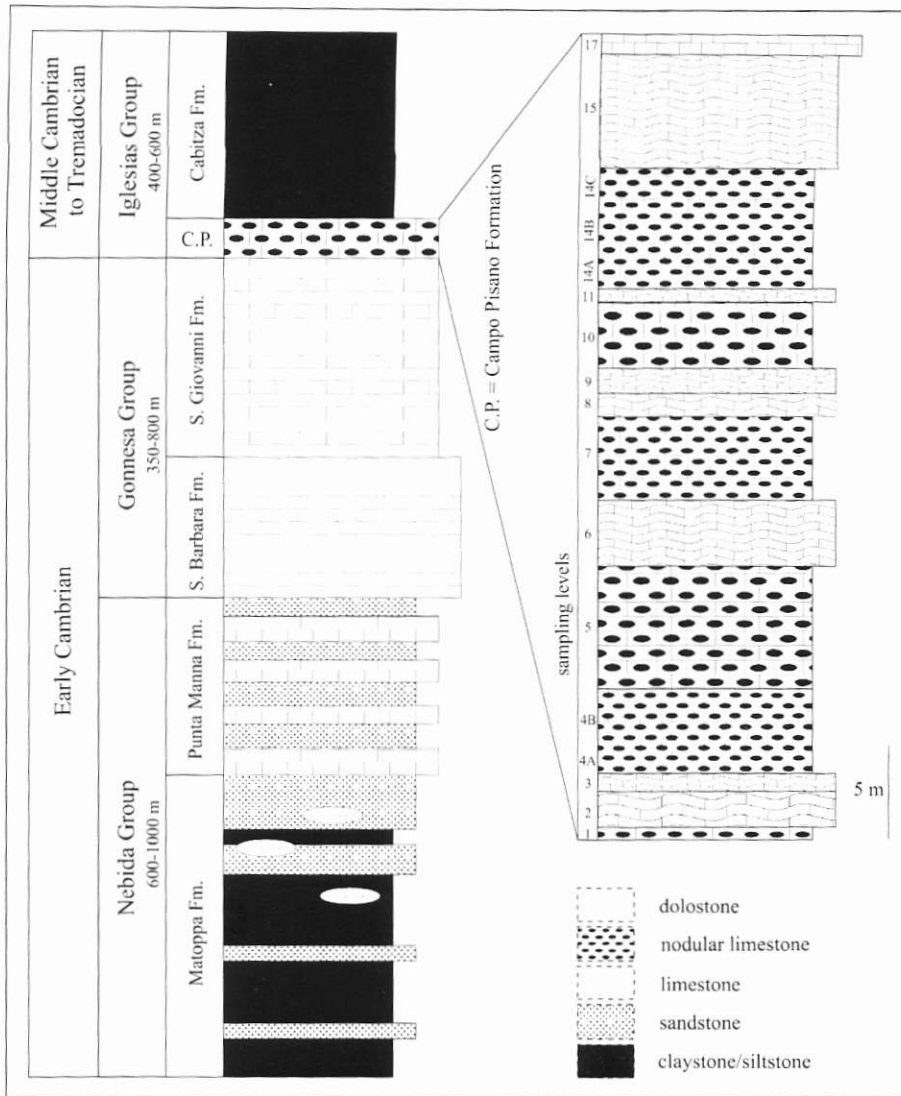 Middle Cambrian
to Tremadocian
Early Cambrian
Iglesias Group
400-600 m
Gonnesa Group
350-800 m
Nebida Group
600-1000 m
Cabitza Fm.
C.P.
S. Giovanni Fm.
S. Barbara Fm.
Punta Manna Fm.
Matoppa Fm.
C.P. = Campo Pisano Formation
sampling levels
17
15
14C
14B
14A
11
10
9
8
7
6
5
4B
4A
3
2
1
5 m
dolostone
nodular limestone
limestone
sandstone
claystone/siltstone